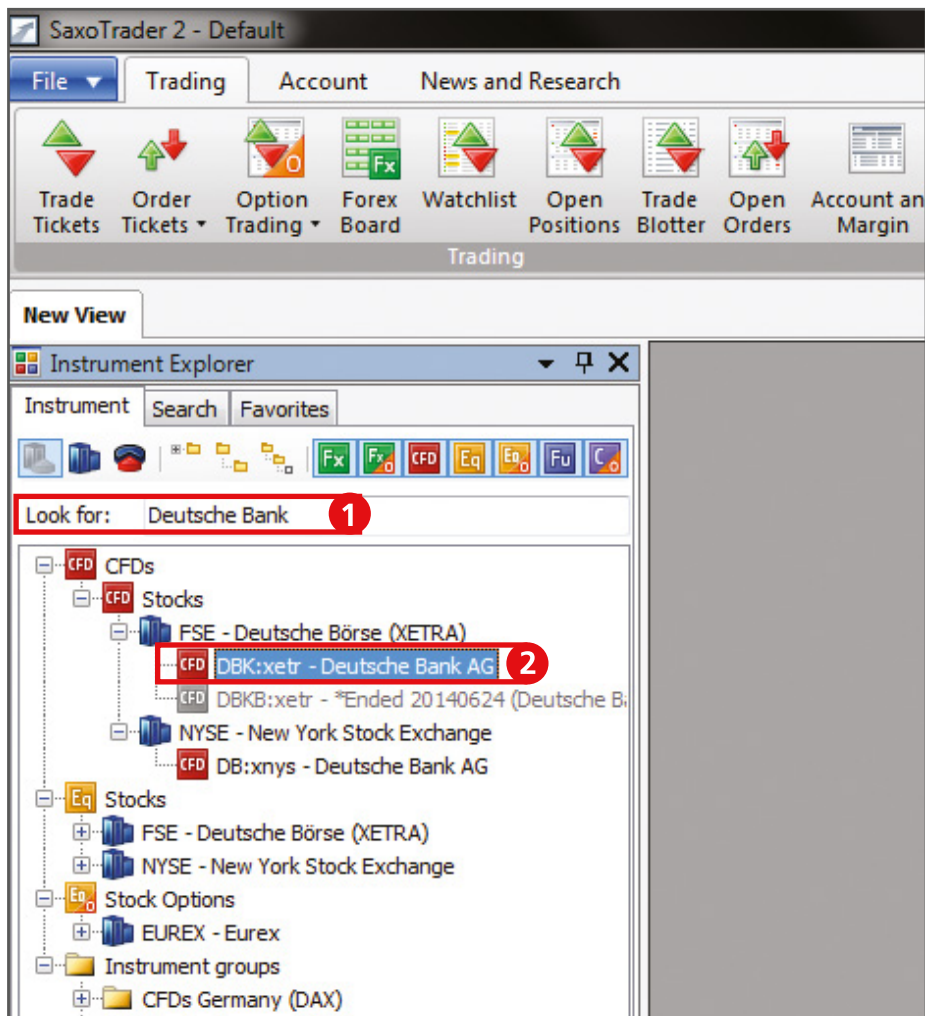 SaxoTrader 2 - Default
File Trading Account News and Research
Trade Tickets
Order Tickets
Option Trading
Forex Board
Watchlist
Open Positions
Trade Blotter
Open Orders
Account an
Margin
Trading
New View
Instrument Explorer
Instrument Search Favorites
Fx Fx O CFD Eq EO O Fu C O
Look for: Deutsche Bank 1
CFD CFDs
CFD Stocks
FSE - Deutsche Börse (XETRA)
CFD DBK:xetr - Deutsche Bank AG 2
CFD DBKB:xetr - *Ended 20140624 (Deutsche B
NYSE - New York Stock Exchange
CFD DB:xnys - Deutsche Bank AG
Eq Stocks
FSE - Deutsche Börse (XETRA)
NYSE - New York Stock Exchange
EO O Stock Options
EUREX - Eurex
Instrument groups
CFDs Germany (DAX)